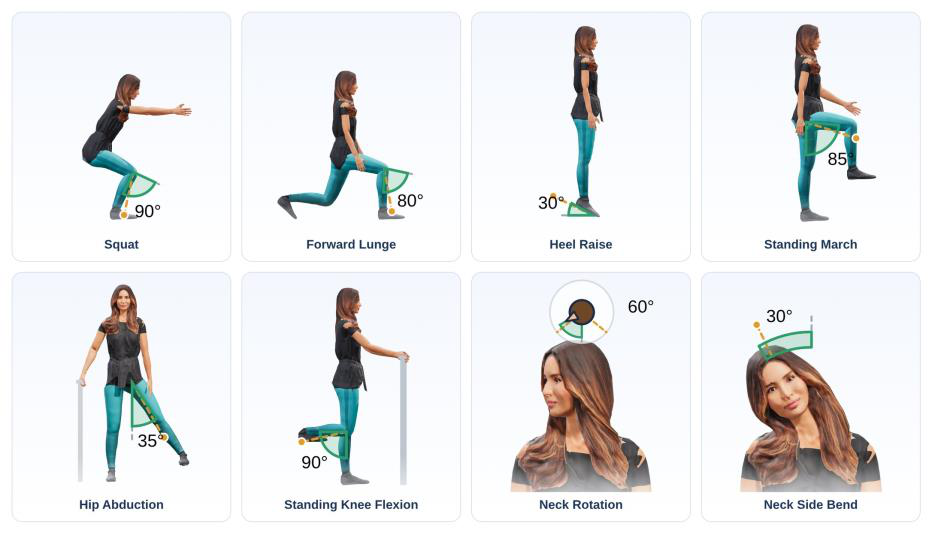 90°
Squat
80°
Forward Lunge
30°
Heel Raise
85°
Standing March
35°
Hip Abduction
90°
Standing Knee Flexion
60°
Neck Rotation
30°
Neck Side Bend